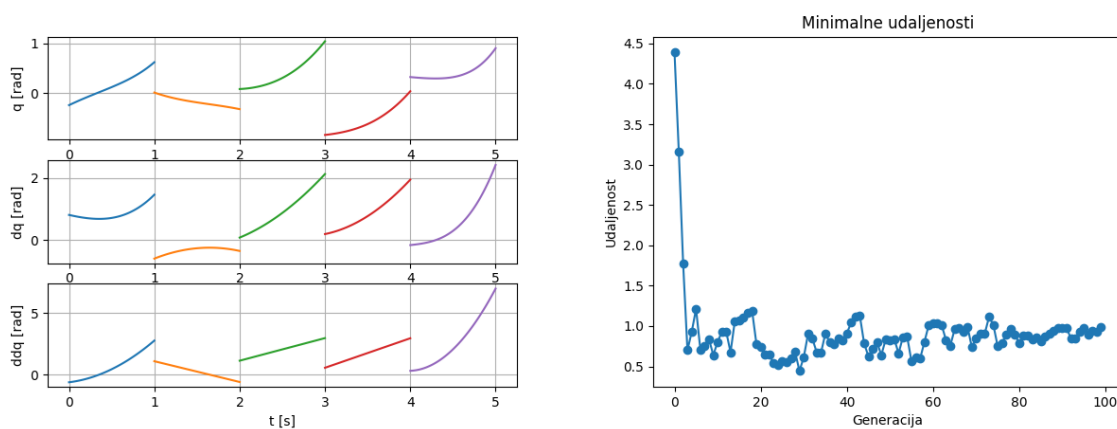 1
0
q [rad]
0 1 2 3 4 5
2
0
dq [rad]
0 1 2 3 4 5
5
0
ddq [rad]
0 1 2 3 4 5
t [s]
Minimalne udaljenosti
4.5
4.0
3.5
3.0
2.5
2.0
1.5
1.0
0.5
Udaljenost
0 20 40 60 80 100
Generacija